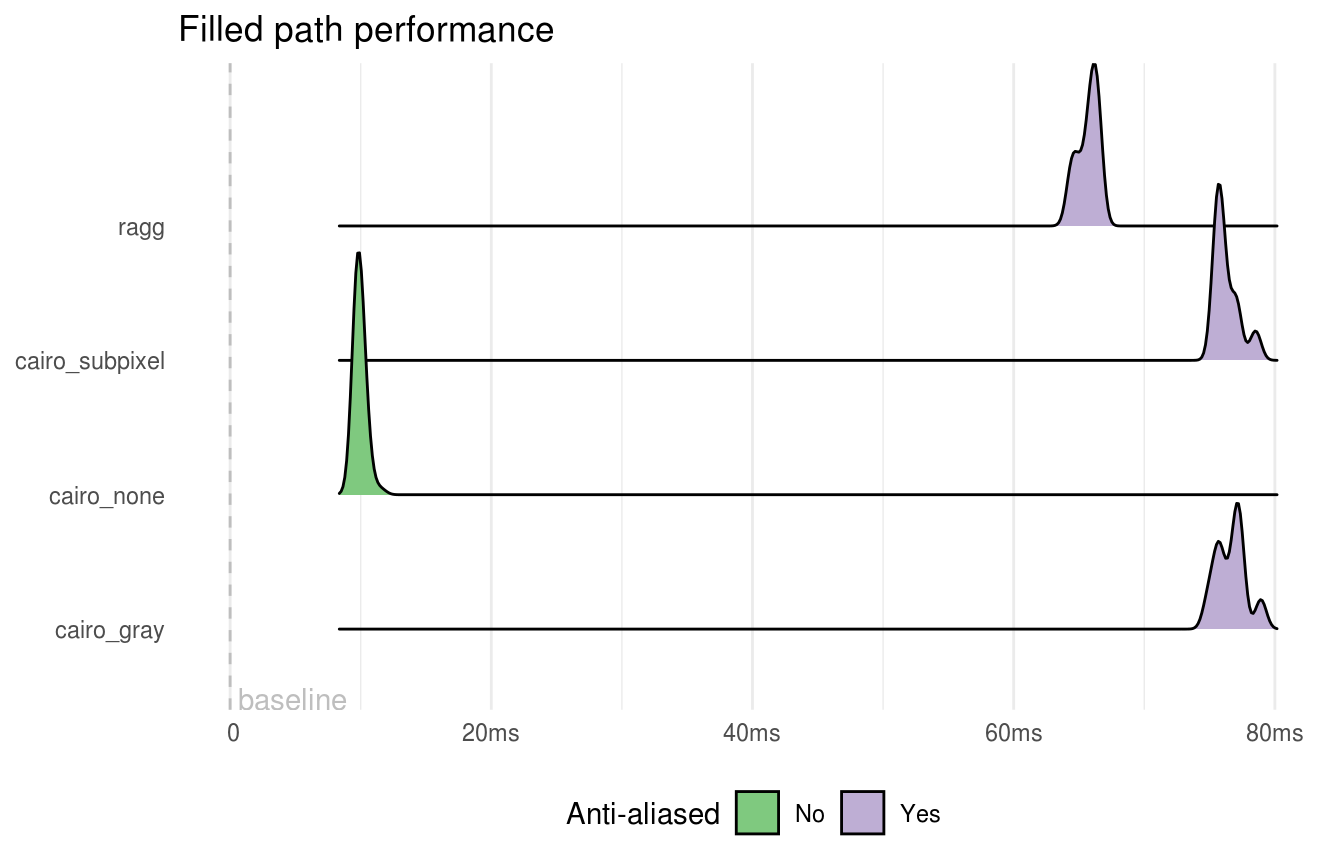 Filled path performance
ragg
cairo_subpixel
cairo_none
cairo_gray
baseline
0 20ms 40ms 60ms 80ms
Anti-aliased No Yes